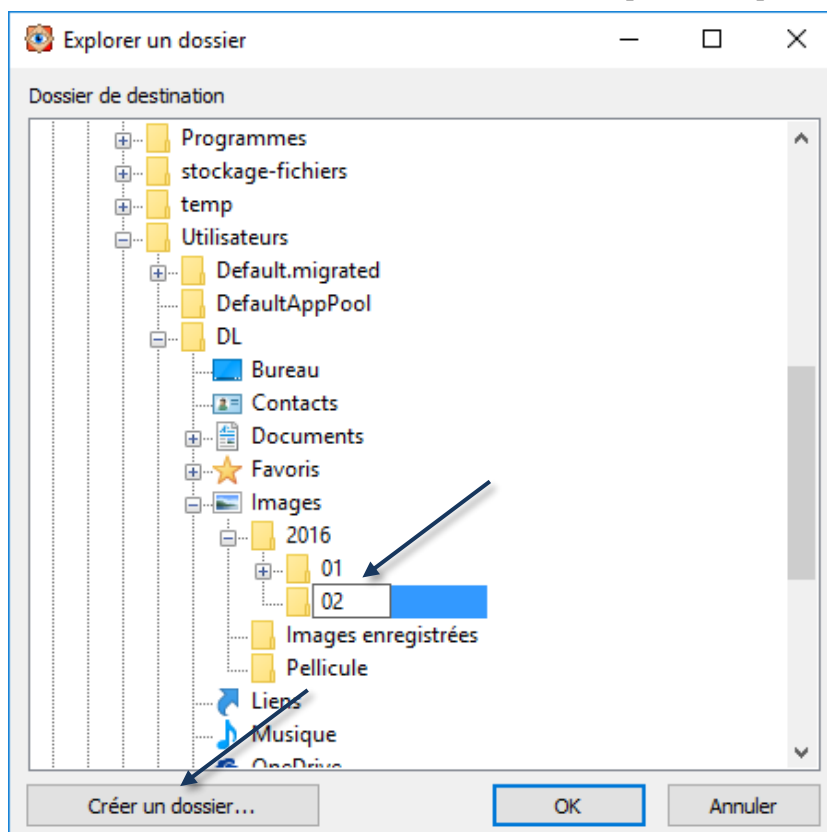 Explorer un dossier
Dossier de destination
Programmes
stockage-fichiers
temp
Utilisateurs
Default.migrated
DefaultAppPool
DL
Bureau
Contacts
Documents
Favoris
Images
2016
01
02
Images enregistrées
Pellicule
Liens
Musique
OneDrive
Créer un dossier...
OK
Annuler